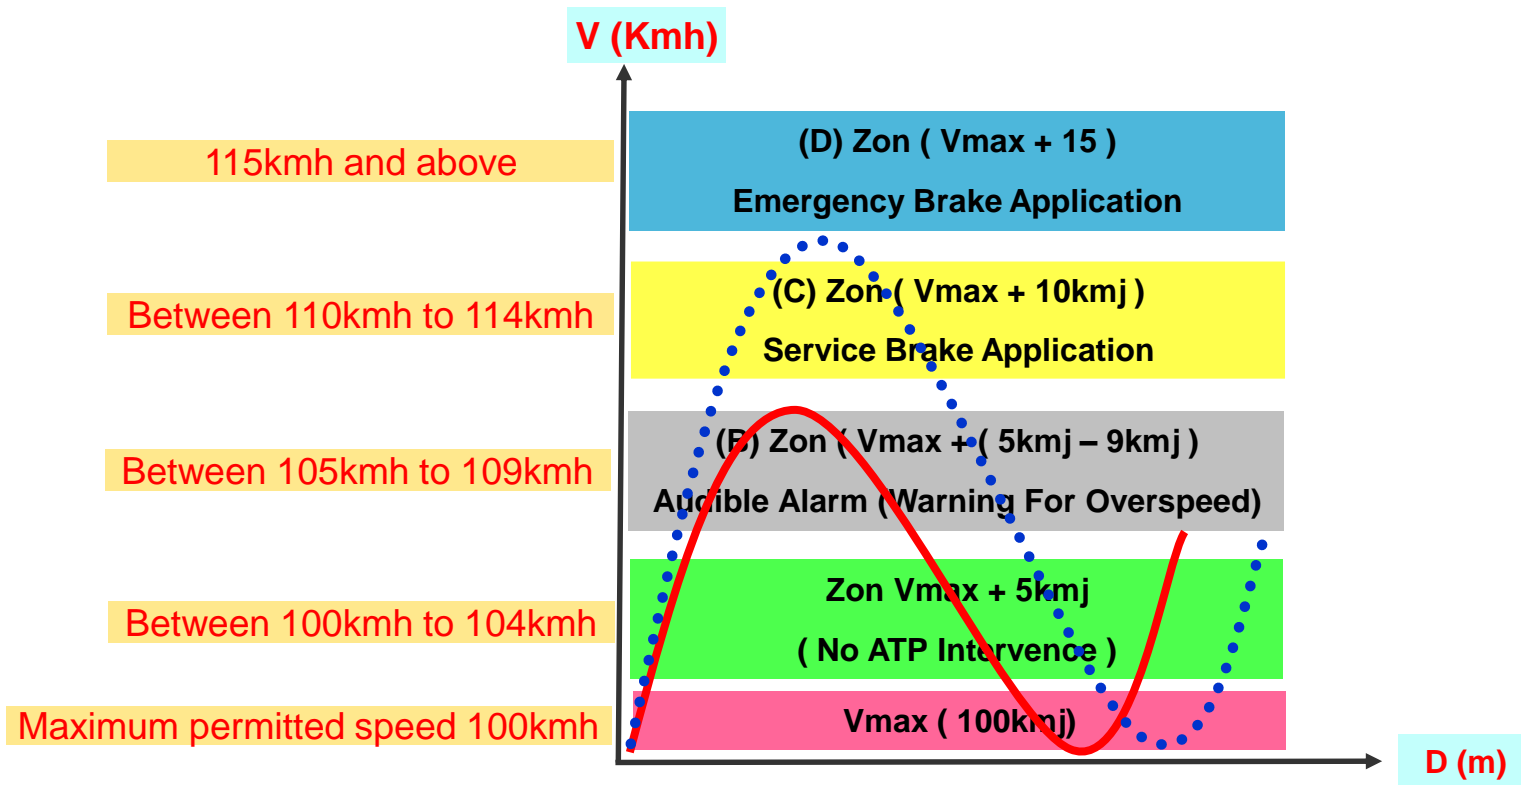 V (Kmh)
115kmh and above
(D) Zon ( Vmax + 15 )
Emergency Brake Application
Between 110kmh to 114kmh
(C) Zon ( Vmax + 10kmj )
Service Brake Application
Between 105kmh to 109kmh
(B) Zon ( Vmax + ( 5kmj – 9kmj )
Audible Alarm (Warning For Overspeed)
Between 100kmh to 104kmh
Zon Vmax + 5kmj
( No ATP Intervence )
Maximum permitted speed 100kmh
Vmax ( 100kmj)
D (m)